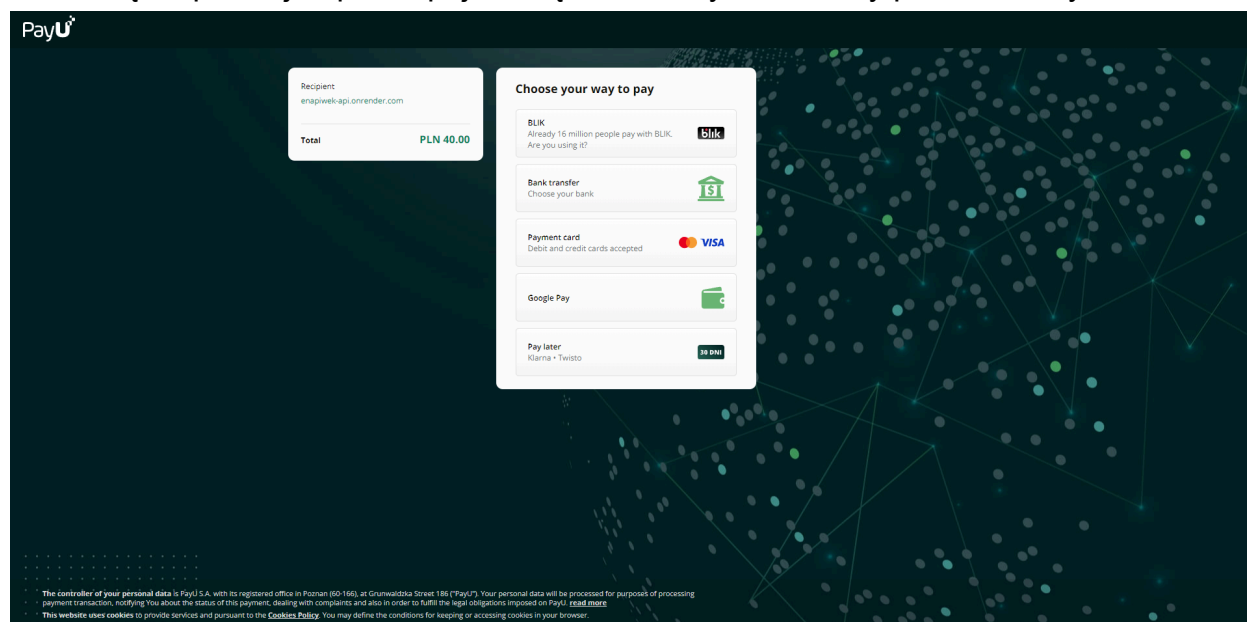 PayU
Recipient
enapiwek-api.onrender.com
Total PLN 40.00
Choose your way to pay
BLIK
Already 16 million people pay with BLIK.
Are you using it?
blik
Bank transfer
Choose your bank
$
Payment card
Debit and credit cards accepted
VISA
Google Pay
Pay later
Klarna • Twisto
30 DNI
The controller of your personal data is PayU S.A. with its registered office in Poznan (60-166), at Grunwaldzka Street 186 ("PayU"). Your personal data will be processed for purposes of processing
payment transaction, notifying You about the status of this payment, dealing with complaints and also in order to fulfill the legal obligations imposed on PayU. read more
This website uses cookies to provide services and pursuant to the Cookies Policy. You may define the conditions for keeping or accessing cookies in your browser.